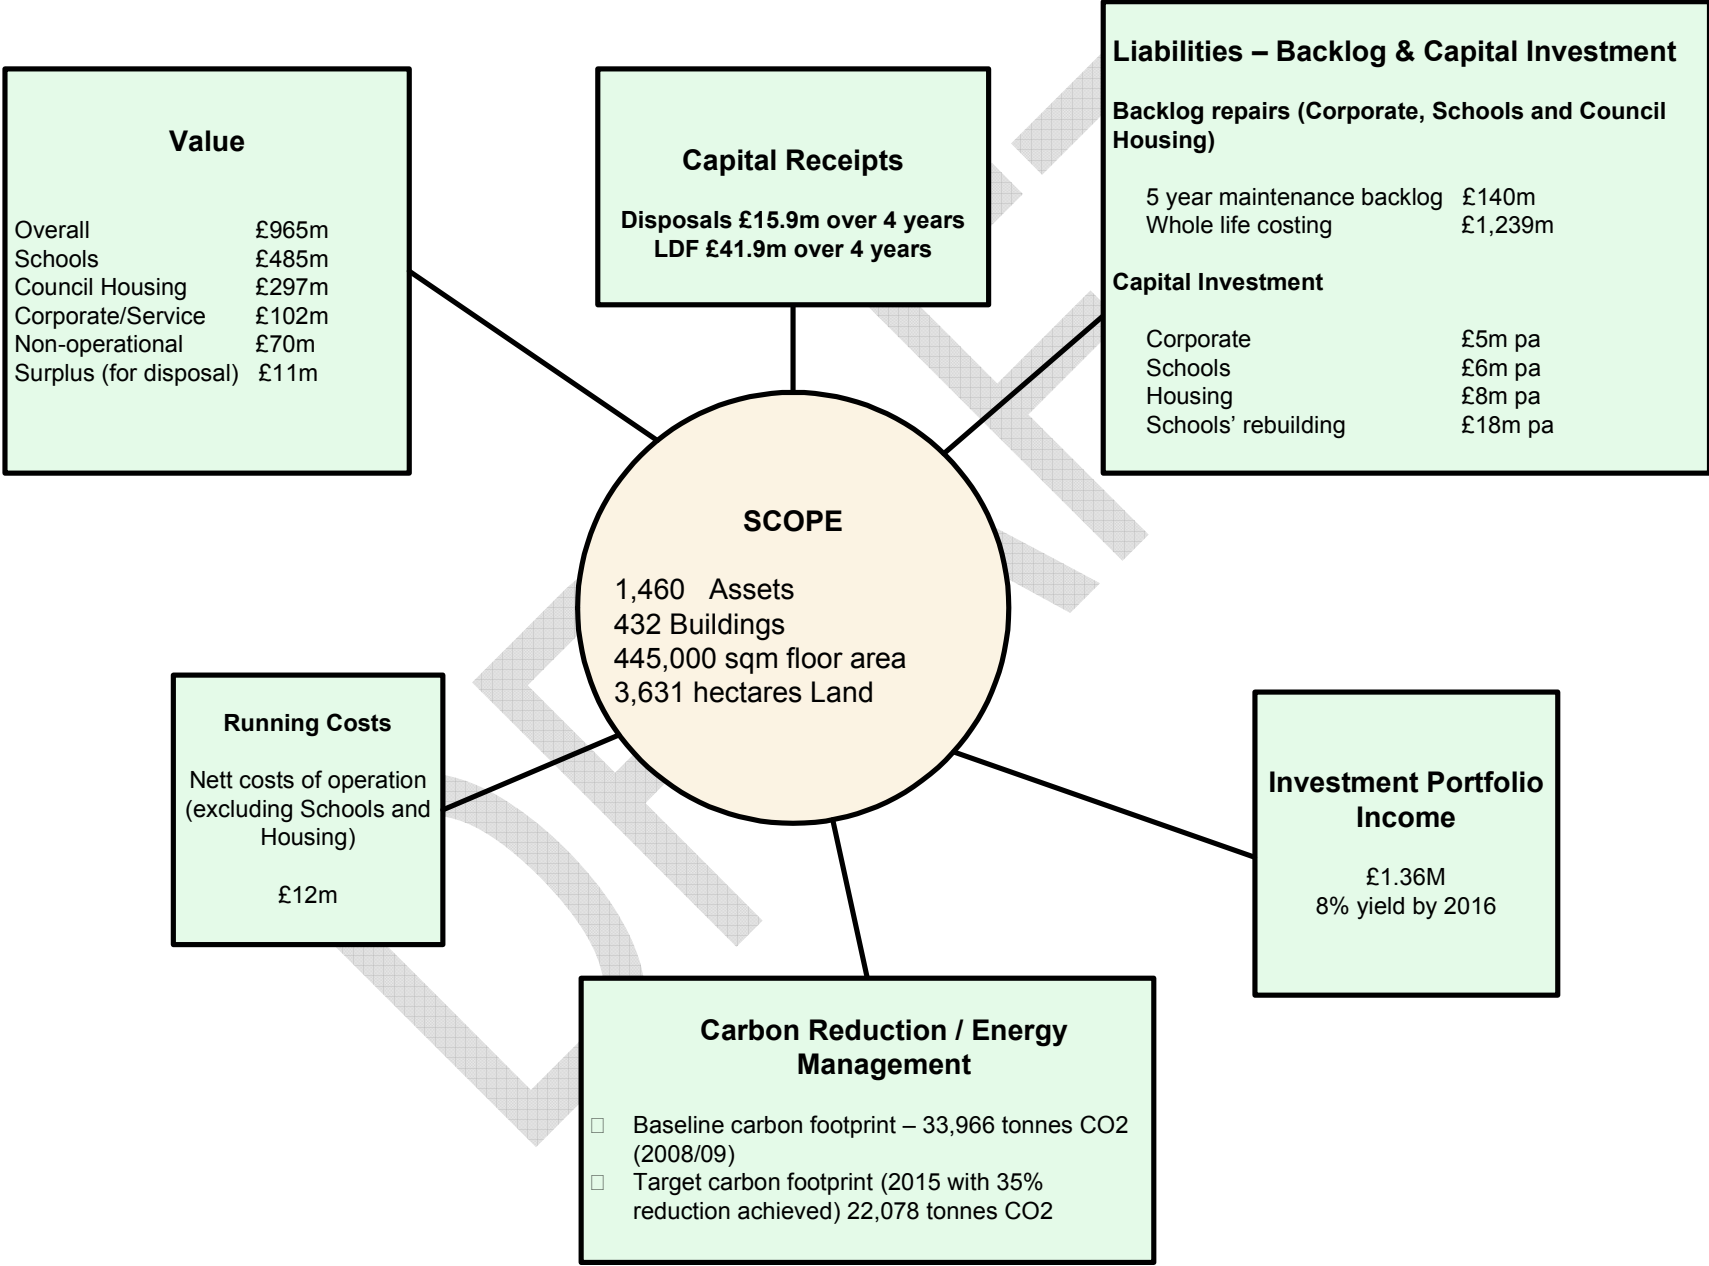 Value
Overall £965m
Schools £485m
Council Housing £297m
Corporate/Service £102m
Non-operational £70m
Surplus (for disposal) £11m
Capital Receipts
Disposals £15.9m over 4 years
LDF £41.9m over 4 years
Liabilities – Backlog & Capital Investment
Backlog repairs (Corporate, Schools and Council
Housing)
5 year maintenance backlog £140m
Whole life costing £1,239m
Capital Investment
Corporate £5m pa
Schools £6m pa
Housing £8m pa
Schools’ rebuilding £18m pa
SCOPE
1,460 Assets
432 Buildings
445,000 sqm floor area
3,631 hectares Land
Running Costs
Nett costs of operation
(excluding Schools and
Housing)
£12m
Investment Portfolio
Income
£1.36M
8% yield by 2016
Carbon Reduction / Energy
Management
Baseline carbon footprint – 33,966 tonnes CO2
(2008/09)
Target carbon footprint (2015 with 35%
reduction achieved) 22,078 tonnes CO2